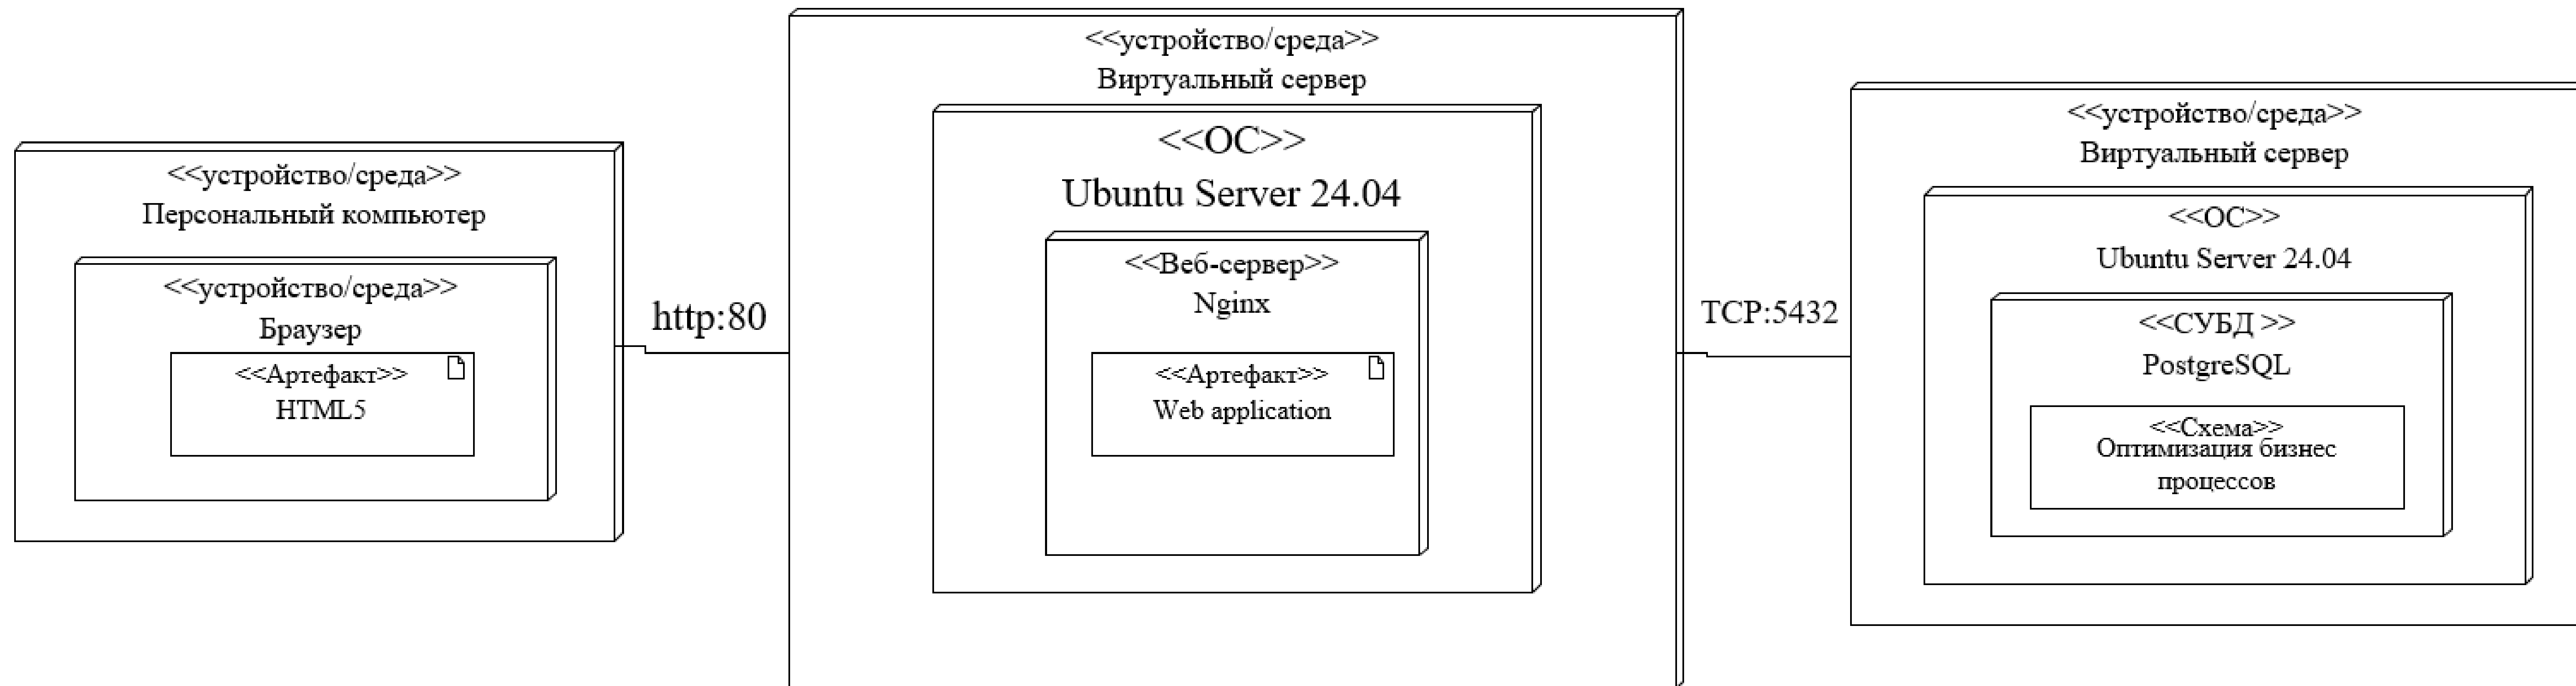 <<устройство/среда>>
Персональный компьютер
<<устройство/среда>>
Браузер
<<Артефакт>>
HTML5
http:80
<<устройство/среда>>
Виртуальный сервер
<<ОС>>
Ubuntu Server 24.04
<<Веб-сервер>>
Nginx
<<Артефакт>>
Web application
TCP:5432
<<устройство/среда>>
Виртуальный сервер
<<ОС>>
Ubuntu Server 24.04
<<СУБД >>
PostgreSQL
<<Схема>>
Оптимизация бизнес
процессов